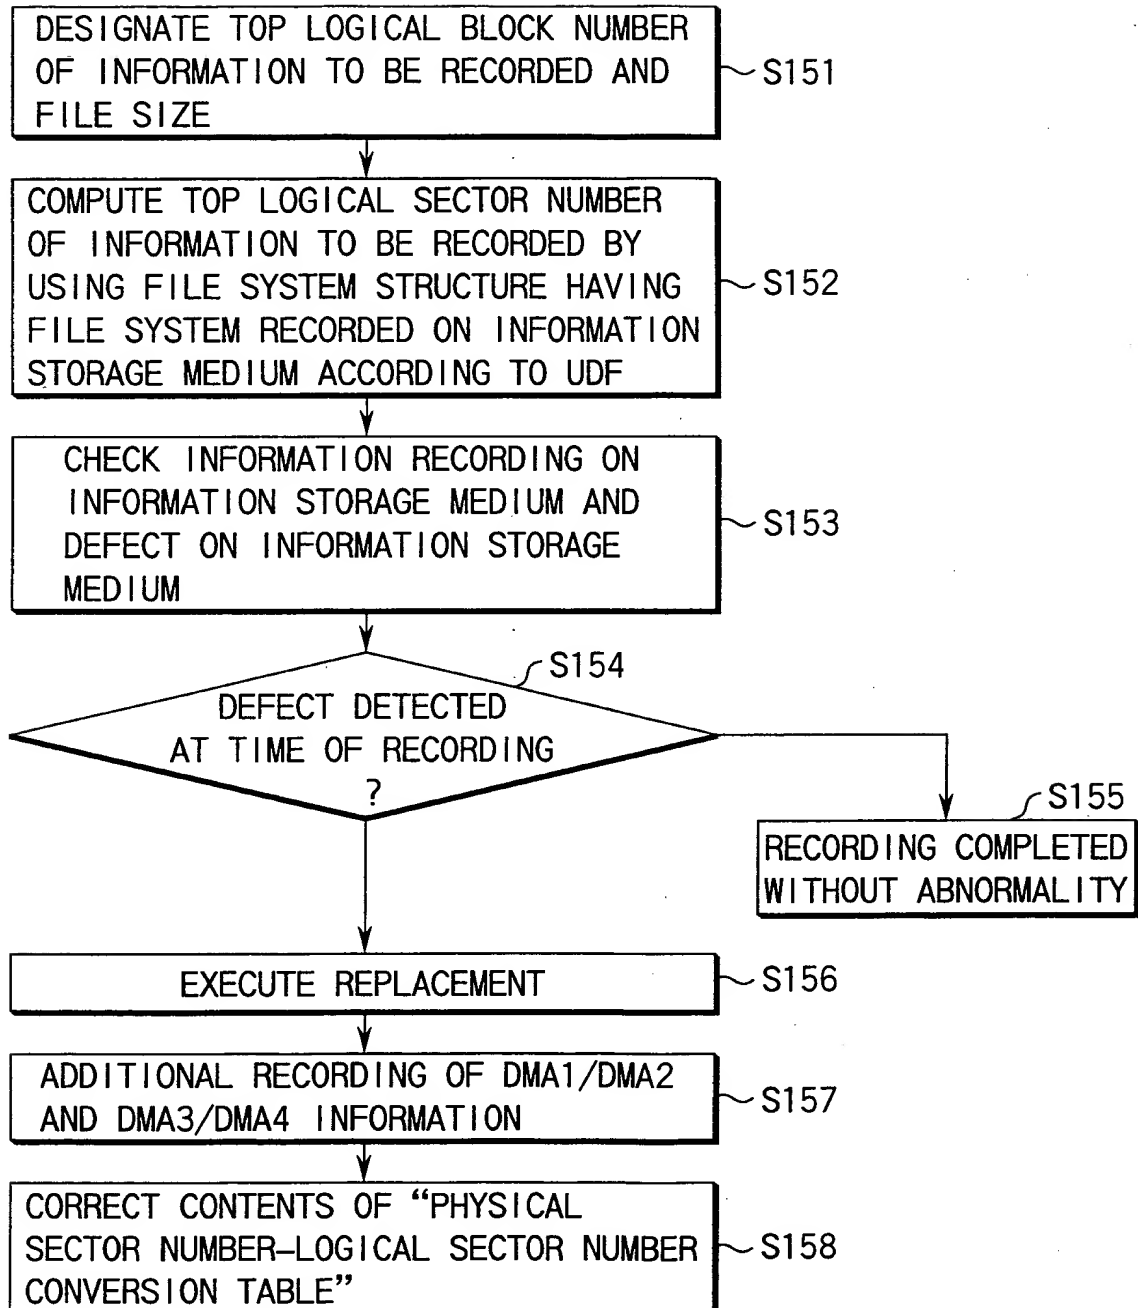 DESIGNATE TOP LOGICAL BLOCK NUMBER
OF INFORMATION TO BE RECORDED AND
FILE SIZE
S151
COMPUTE TOP LOGICAL SECTOR NUMBER
OF INFORMATION TO BE RECORDED BY
USING FILE SYSTEM STRUCTURE HAVING
FILE SYSTEM RECORDED ON INFORMATION
STORAGE MEDIUM ACCORDING TO UDF
S152
CHECK INFORMATION RECORDING ON
INFORMATION STORAGE MEDIUM AND
DEFECT ON INFORMATION STORAGE
MEDIUM
S153
S154
DEFECT DETECTED
AT TIME OF RECORDING
?
S155
RECORDING COMPLETED
WITHOUT ABNORMALITY
EXECUTE REPLACEMENT
S156
ADDITIONAL RECORDING OF DMA1/DMA2
AND DMA3/DMA4 INFORMATION
S157
CORRECT CONTENTS OF “PHYSICAL
SECTOR NUMBER–LOGICAL SECTOR NUMBER
CONVERSION TABLE”
S158